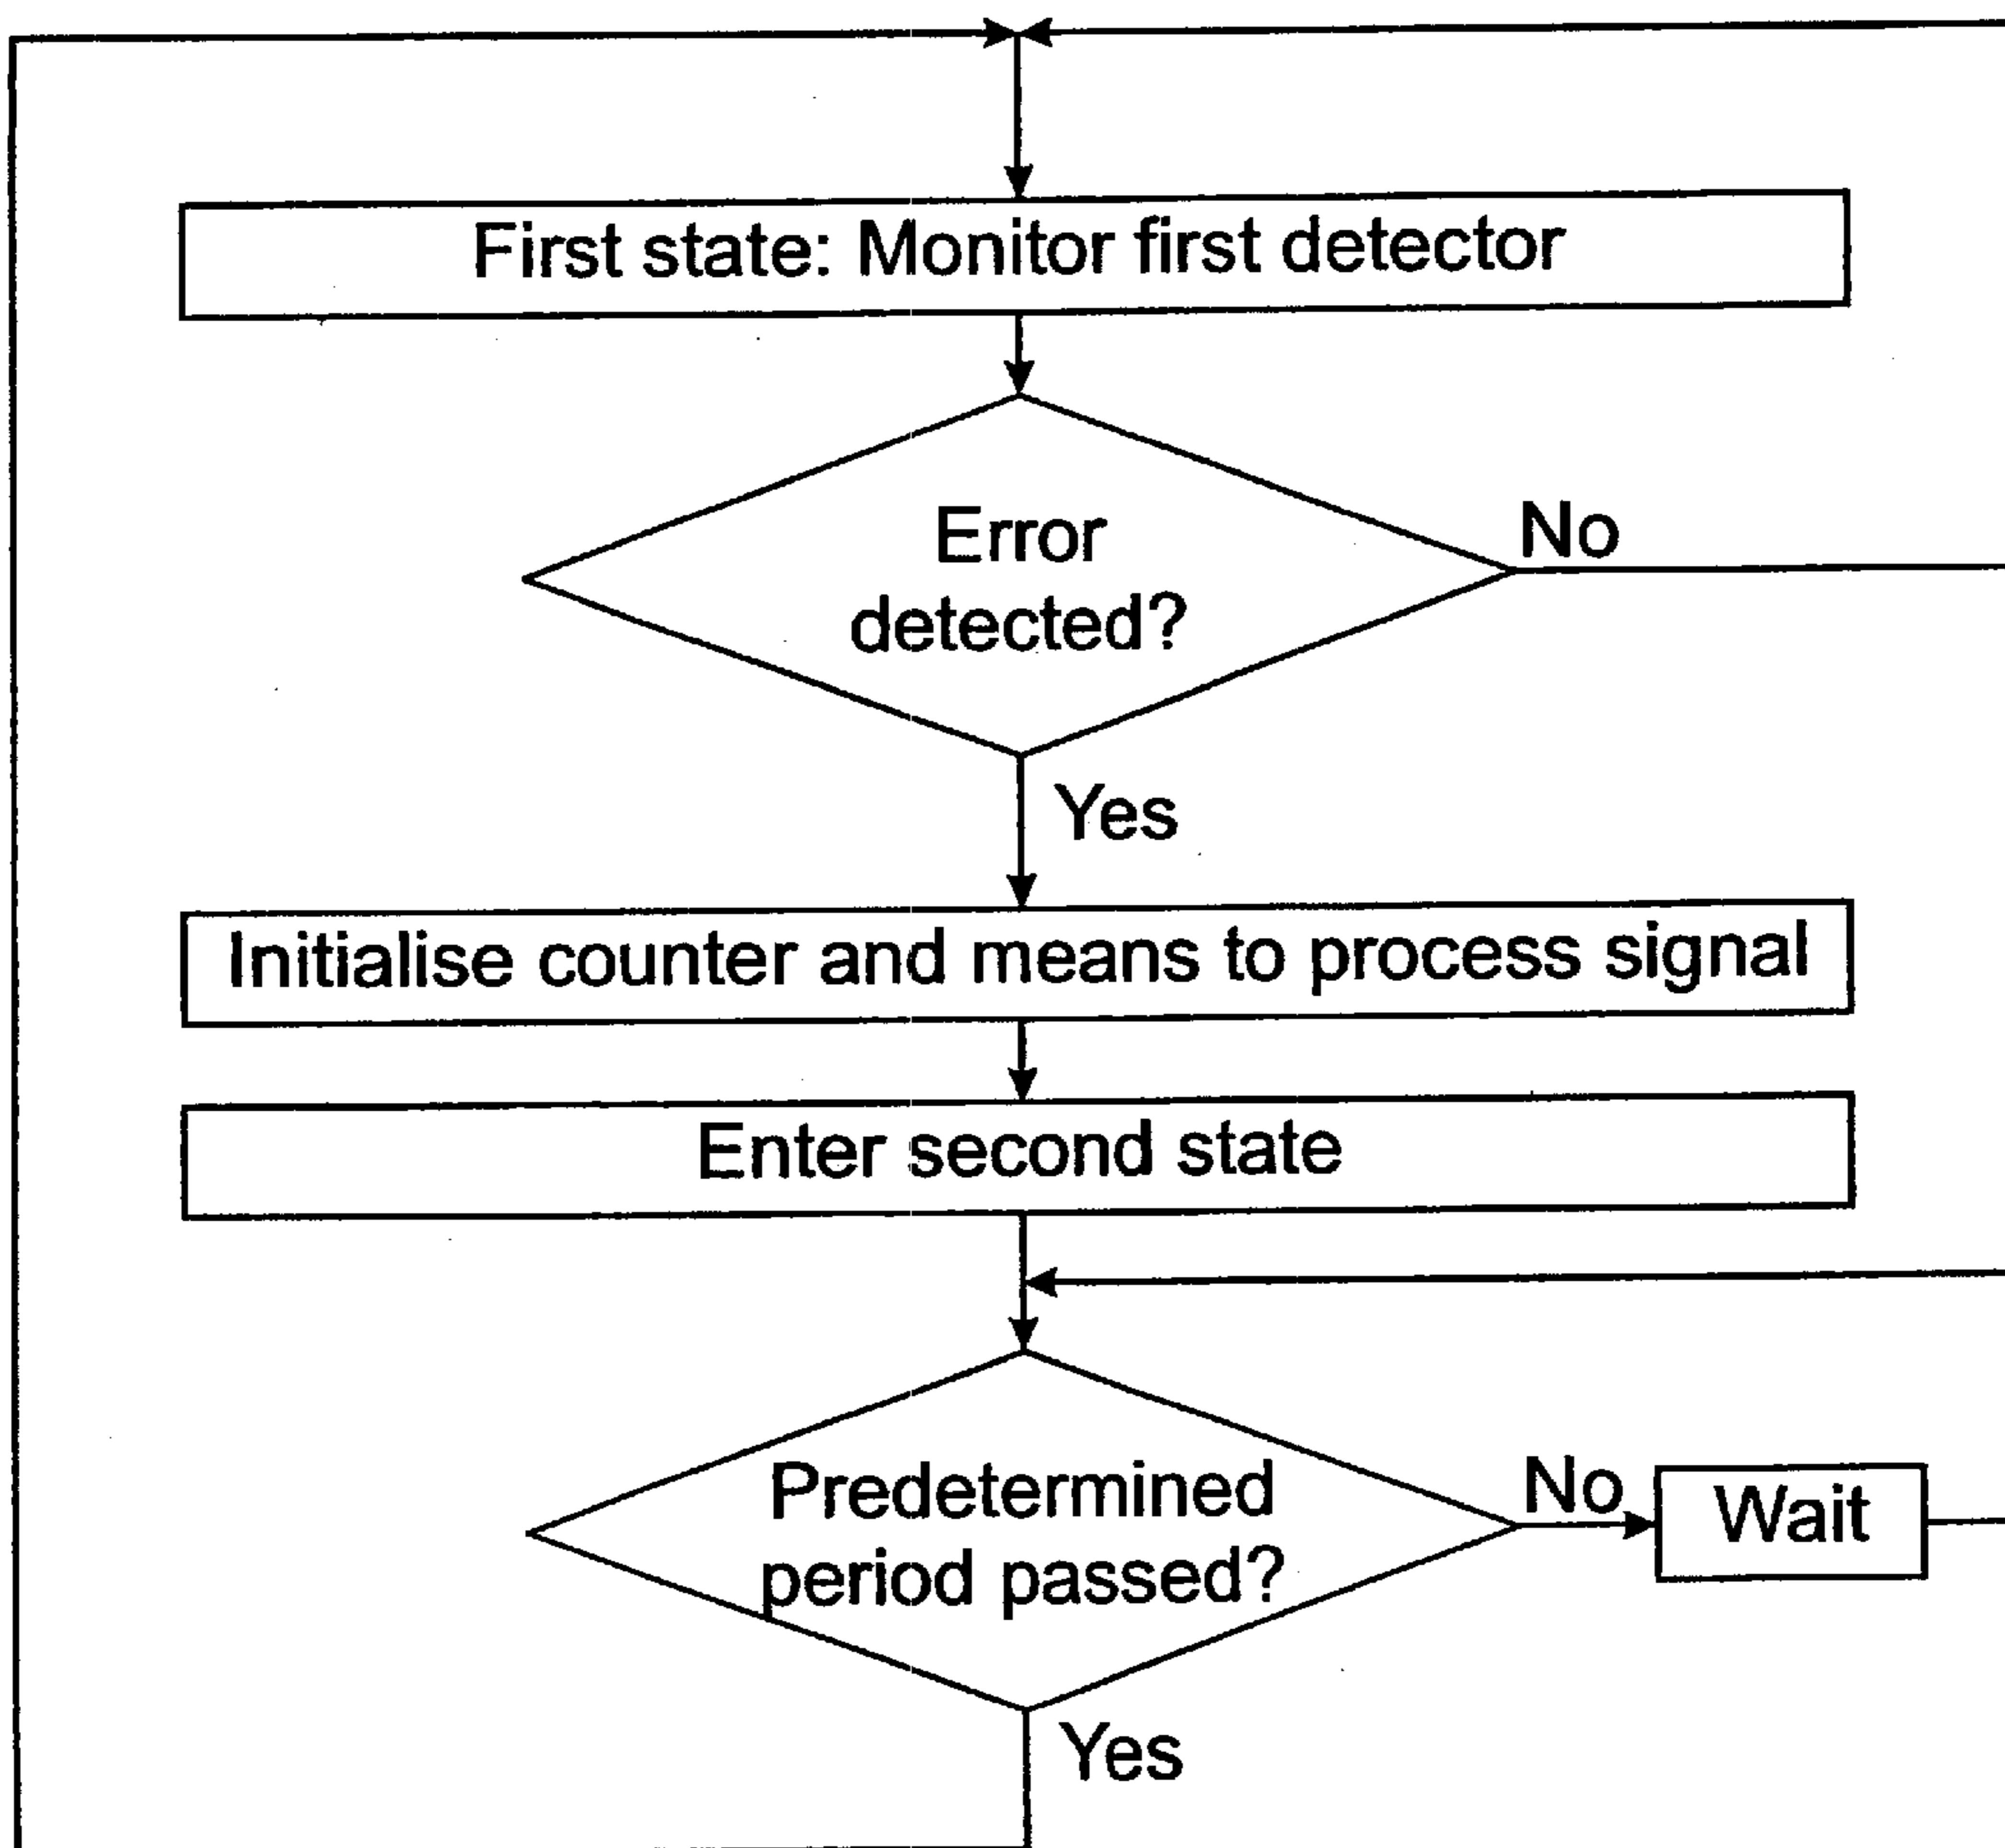 First state: Monitor first detector
Error
detected?
No
Yes
Initialise counter and means to process signal
Enter second state
Predetermined
period passed?
No
Wait
Yes